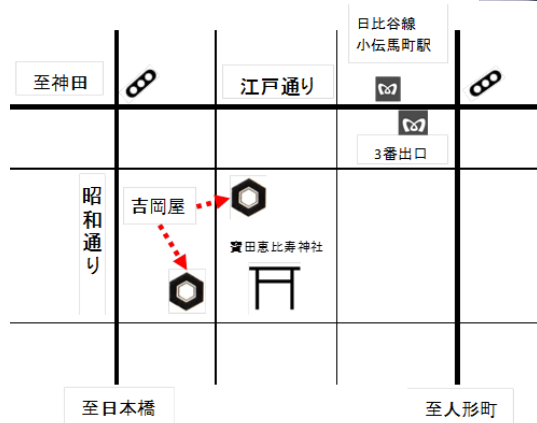 日比谷線
小伝馬町駅
至神田
江戸通り
3番出口
昭和通り
吉岡屋
寶田恵比寿神社
至日本橋
至人形町